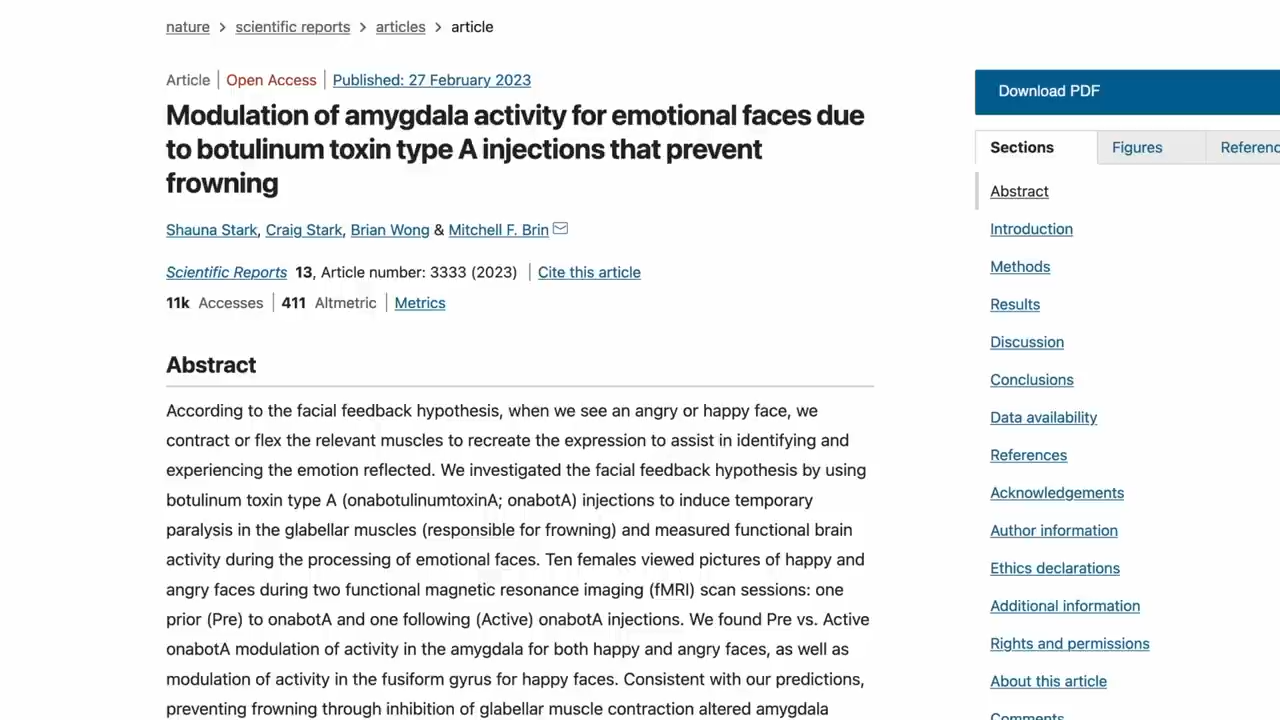 nature > scientific reports > articles > article
Article | Open Access | Published: 27 February 2023
Modulation of amygdala activity for emotional faces due
to botulinum toxin type A injections that prevent
frowning
Shauna Stark, Craig Stark, Brian Wong & Mitchell F. Brin
Scientific Reports 13, Article number: 3333 (2023) | Cite this article
11k Accesses | 411 Altmetric | Metrics
Abstract
According to the facial feedback hypothesis, when we see an angry or happy face, we
contract or flex the relevant muscles to recreate the expression to assist in identifying and
experiencing the emotion reflected. We investigated the facial feedback hypothesis by using
botulinum toxin type A (onabotulinumtoxinA; onabotA) injections to induce temporary
paralysis in the glabellar muscles (responsible for frowning) and measured functional brain
activity during the processing of emotional faces. Ten females viewed pictures of happy and
angry faces during two functional magnetic resonance imaging (fMRI) scan sessions: one
prior (Pre) to onabotA and one following (Active) onabotA injections. We found Pre vs. Active
onabotA modulation of activity in the amygdala for both happy and angry faces, as well as
modulation of activity in the fusiform gyrus for happy faces. Consistent with our predictions,
preventing frowning through inhibition of glabellar muscle contraction altered amygdala
Download PDF
Sections
Figures
Referenc
Abstract
Introduction
Methods
Results
Discussion
Conclusions
Data availability
References
Acknowledgements
Author information
Ethics declarations
Additional information
Rights and permissions
About this article
Comments